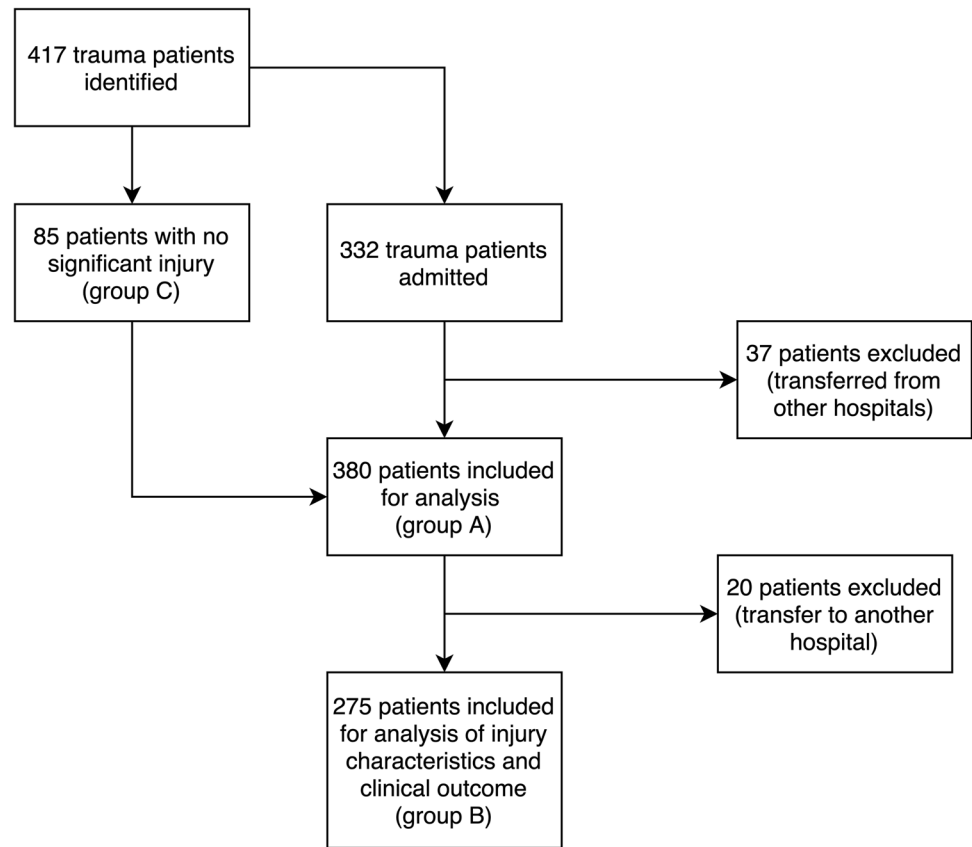 417 trauma patients
identified
85 patients with no
significant injury
(group C)
332 trauma patients
admitted
37 patients excluded
(transferred from
other hospitals)
380 patients included
for analysis
(group A)
20 patients excluded
(transfer to another
hospital)
275 patients included
for analysis of injury
characteristics and
clinical outcome
(group B)